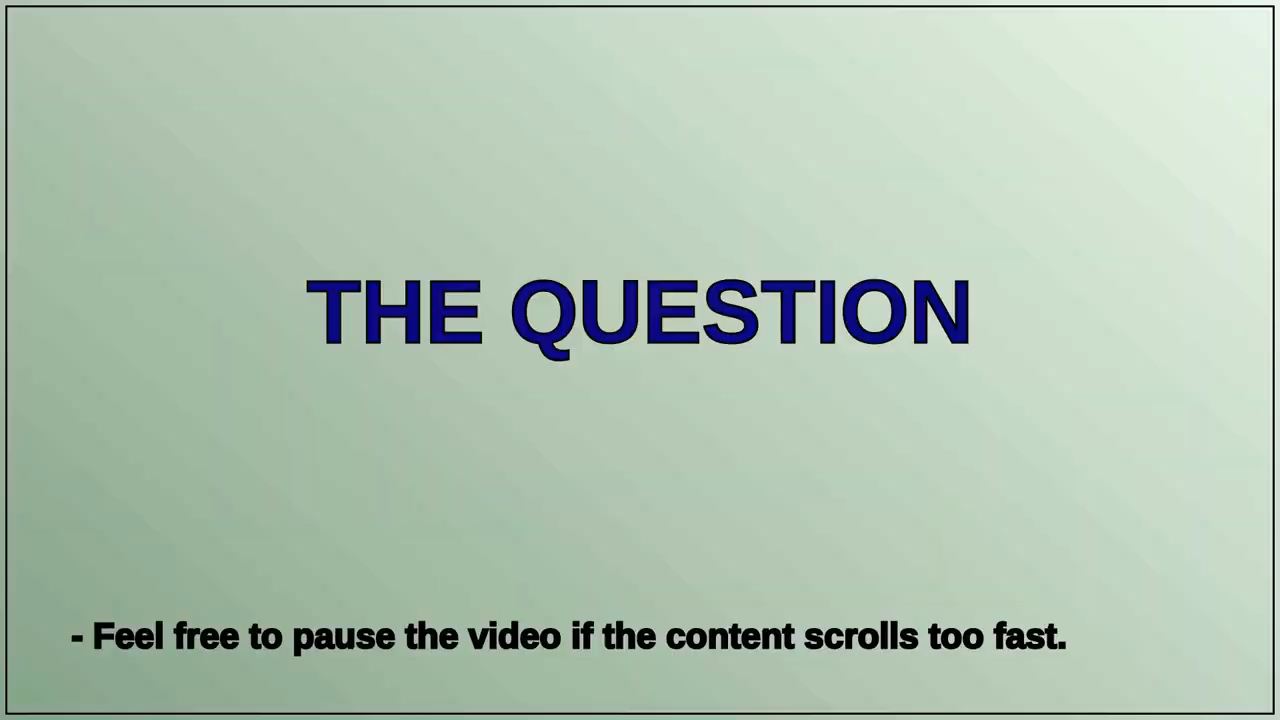 THE QUESTION
- Feel free to pause the video if the content scrolls too fast.